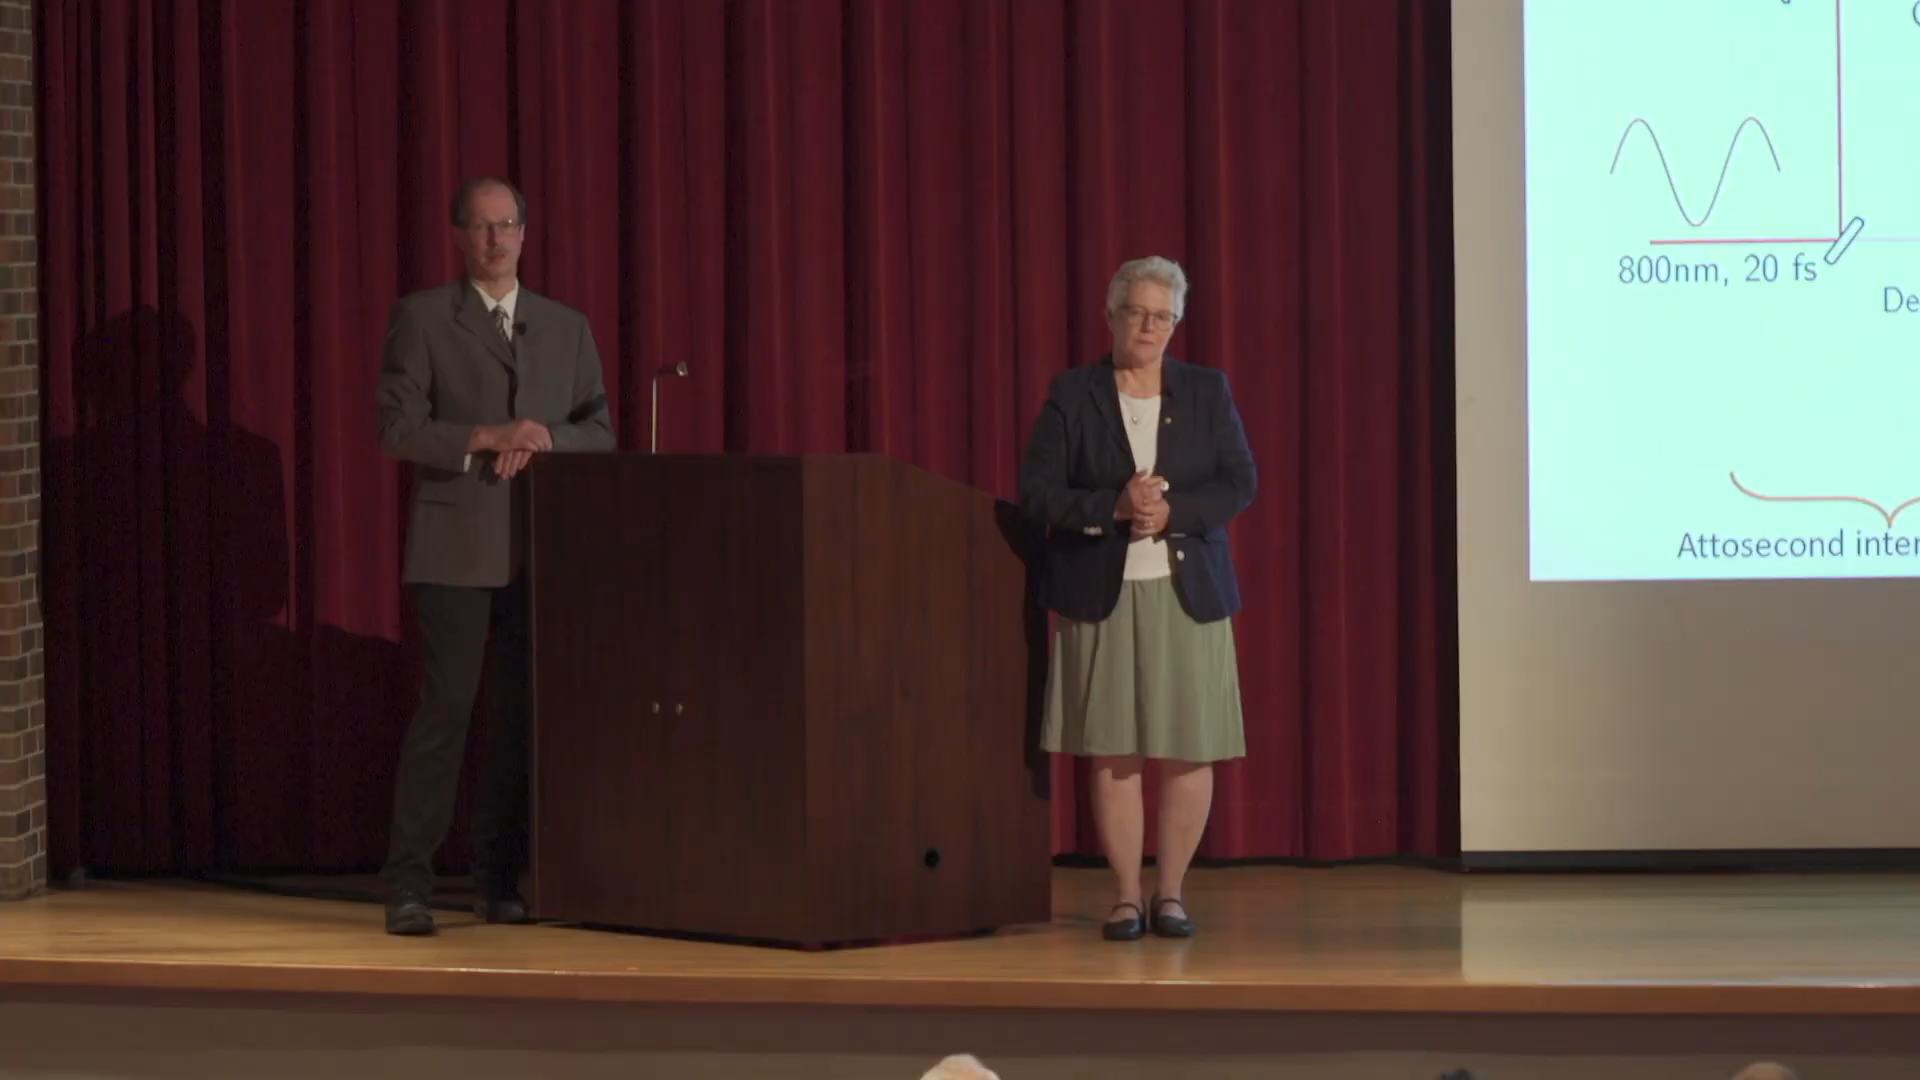 800nm, 20 fs
De
Attosecond inter